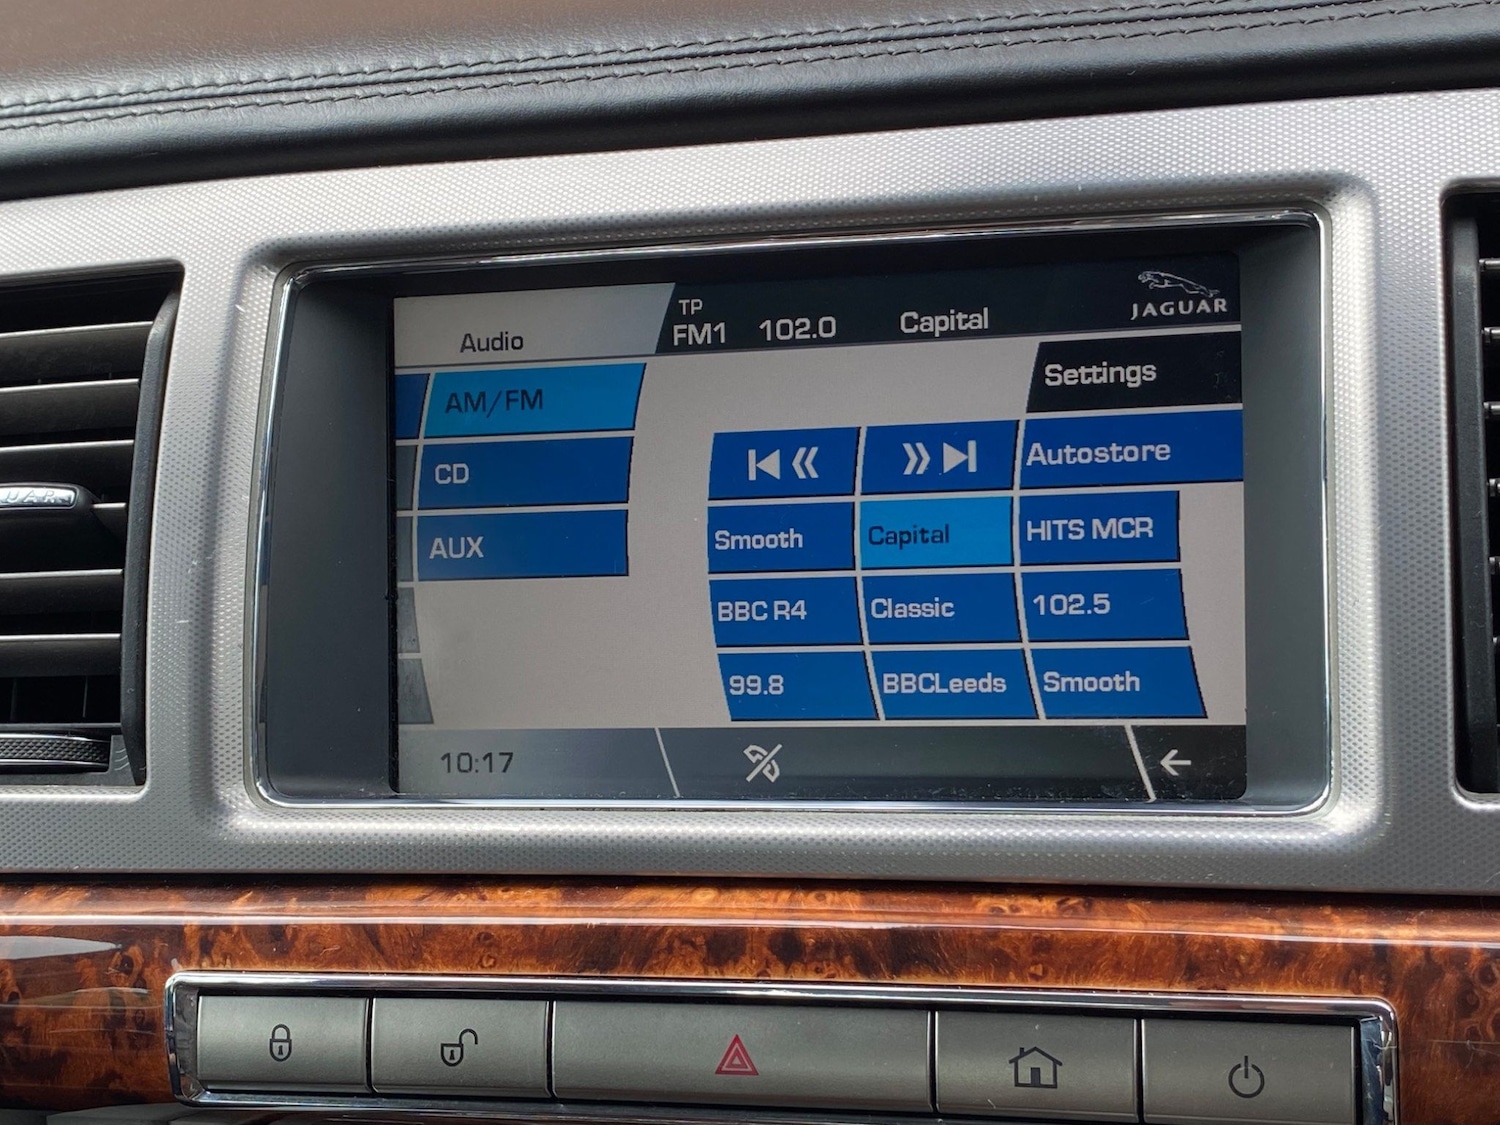 Audio
TP
FM1 102.0 Capital
JAGUAR
AM/FM
Settings
CD
Autostore
AUX
Smooth Capital HITS MCR
BBC R4 Classic 102.5
99.8 BBCLeeds Smooth
10:17